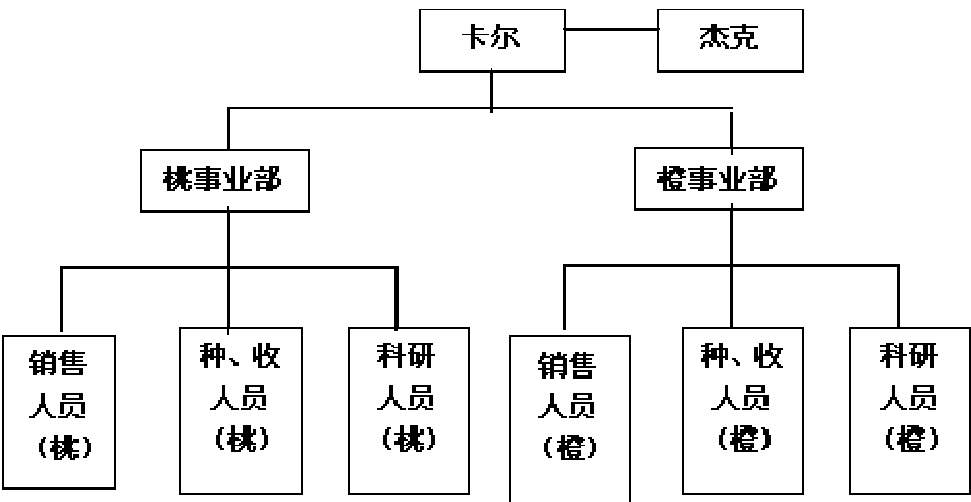 卡尔
杰克
桃事业部
橙事业部
销售
人员
（桃）
种、收
人员
（桃）
科研
人员
（桃）
销售
人员
（橙）
种、收
人员
（橙）
科研
人员
（橙）